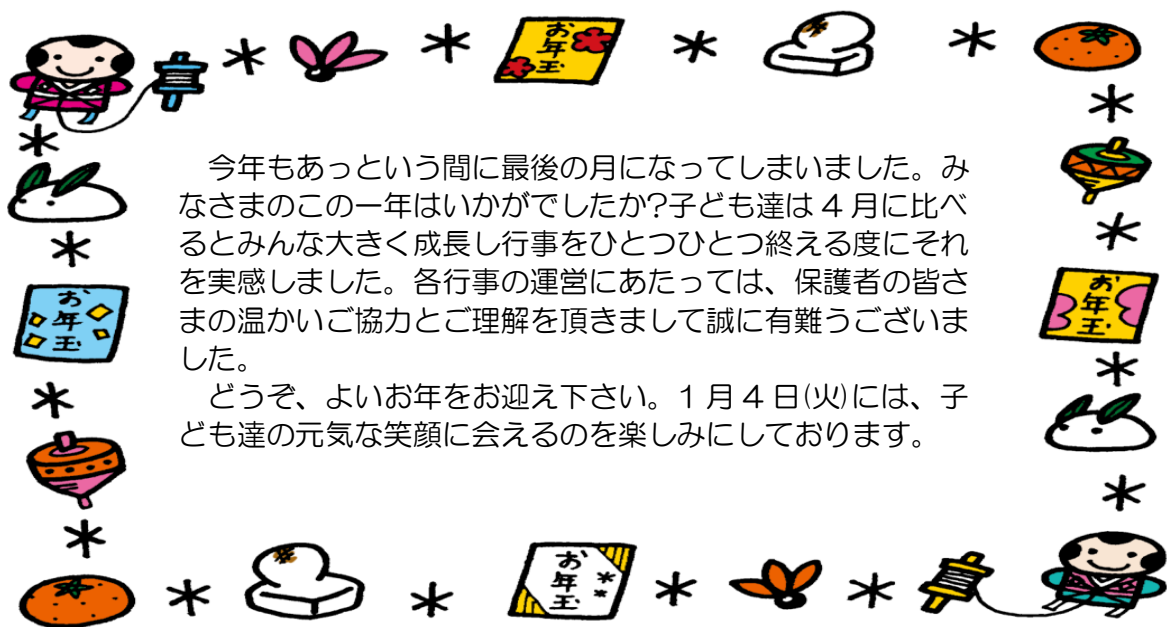 お年玉
　今年もあっという間に最後の月になってしまいました。み
なさまのこの一年はいかがでしたか?子ども達は 4 月に比べ
るとみんな大きく成長し行事をひとつひとつ終える度にそれ
を実感しました。各行事の運営にあたっては、保護者の皆さ
まの温かいご協力とご理解を頂きまして誠に有難うございま
した。
　どうぞ、よいお年をお迎え下さい。1 月 4 日(火)には、子
ども達の元気な笑顔に会えるのを楽しみにしております。
お年玉
お年玉
お年玉